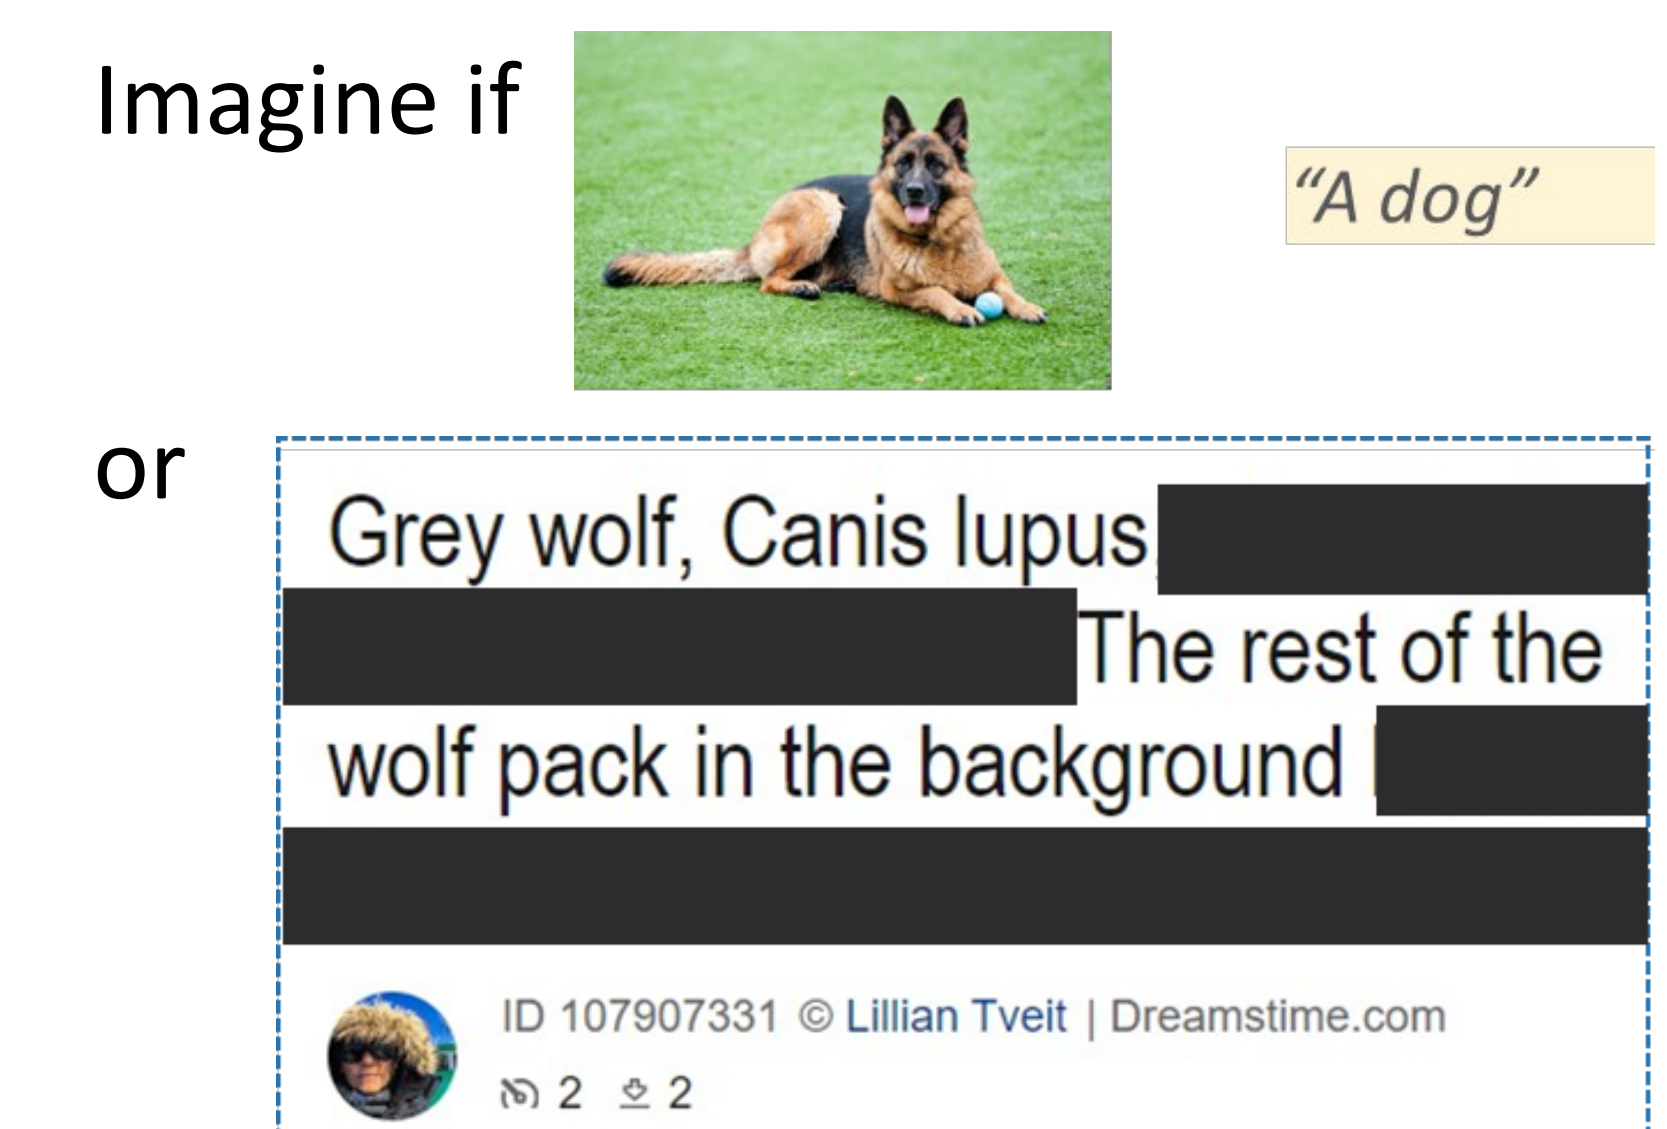 Imagine if
“A dog”
or
Grey wolf, Canis lupus
The rest of the
wolf pack in the background
ID 107907331 © Lillian Tveit | Dreamstime.com
2 2